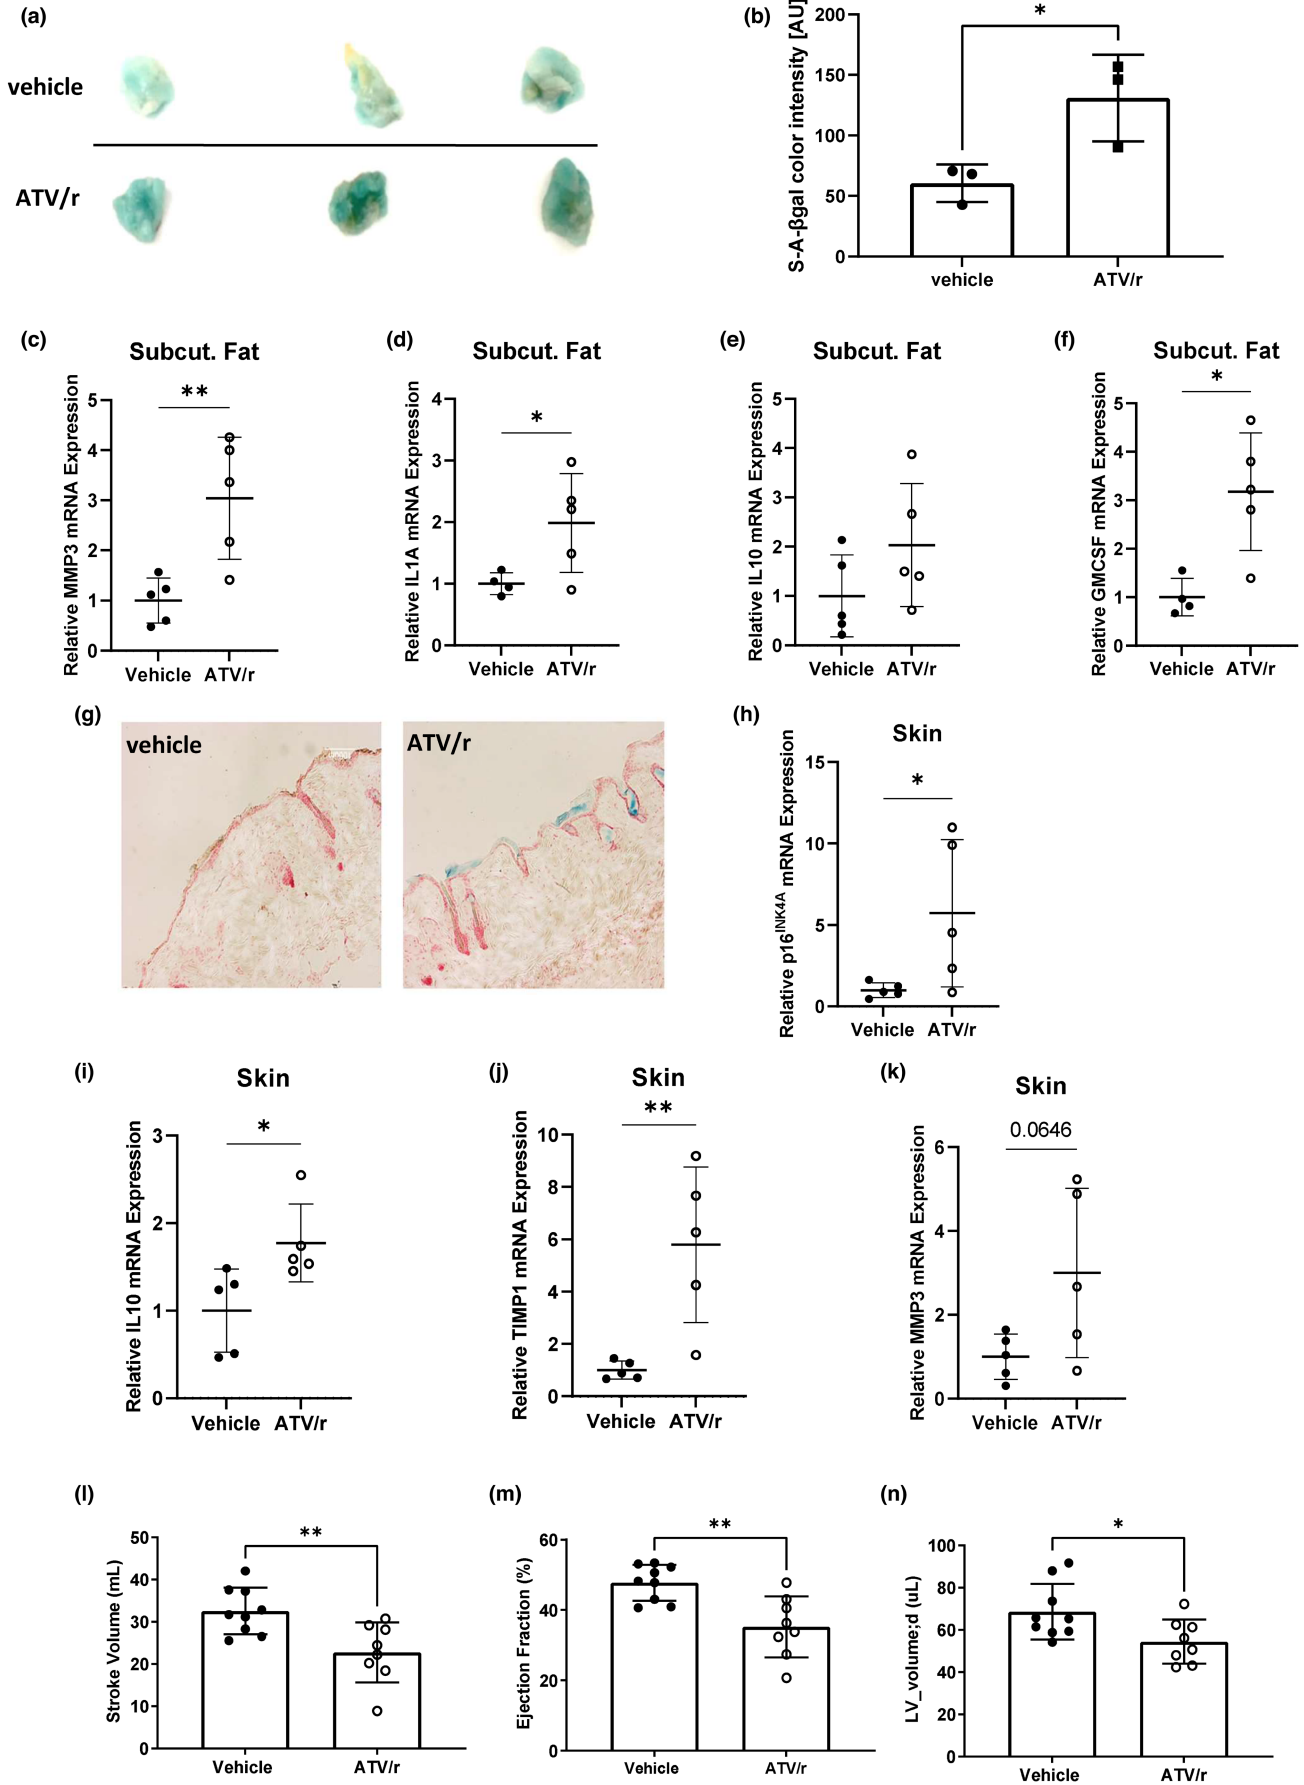 (a)
vehicle
ATV/r
(b)
S-A-βgal color intensity [AU]
200
150
100
50
0
*
vehicle
ATV/r
(c)
Subcut. Fat
Relative MMP3 mRNA Expression
5
4
3
2
1
0
**
Vehicle ATV/r
(d)
Subcut. Fat
Relative IL1A mRNA Expression
4
3
2
1
0
*
Vehicle ATV/r
(e)
Subcut. Fat
Relative IL10 mRNA Expression
5
4
3
2
1
0
Vehicle ATV/r
(f)
Subcut. Fat
Relative GMCSF mRNA Expression
5
4
3
2
1
0
*
Vehicle ATV/r
(g)
vehicle
ATV/r
(h)
Skin
Relative p16INK4A mRNA Expression
15
10
5
0
*
Vehicle ATV/r
(i)
Skin
Relative IL10 mRNA Expression
3
2
1
0
*
Vehicle ATV/r
(j)
Skin
Relative TIMP1 mRNA Expression
10
8
6
4
2
0
**
Vehicle ATV/r
(k)
Skin
Relative MMP3 mRNA Expression
6
4
2
0
0.0646
Vehicle ATV/r
(l)
Stroke Volume (mL)
50
40
30
20
10
0
**
Vehicle
ATV/r
(m)
Ejection Fraction (%)
60
40
20
0
**
Vehicle
ATV/r
(n)
LV_volume;d (uL)
100
80
60
40
20
0
*
Vehicle
ATV/r